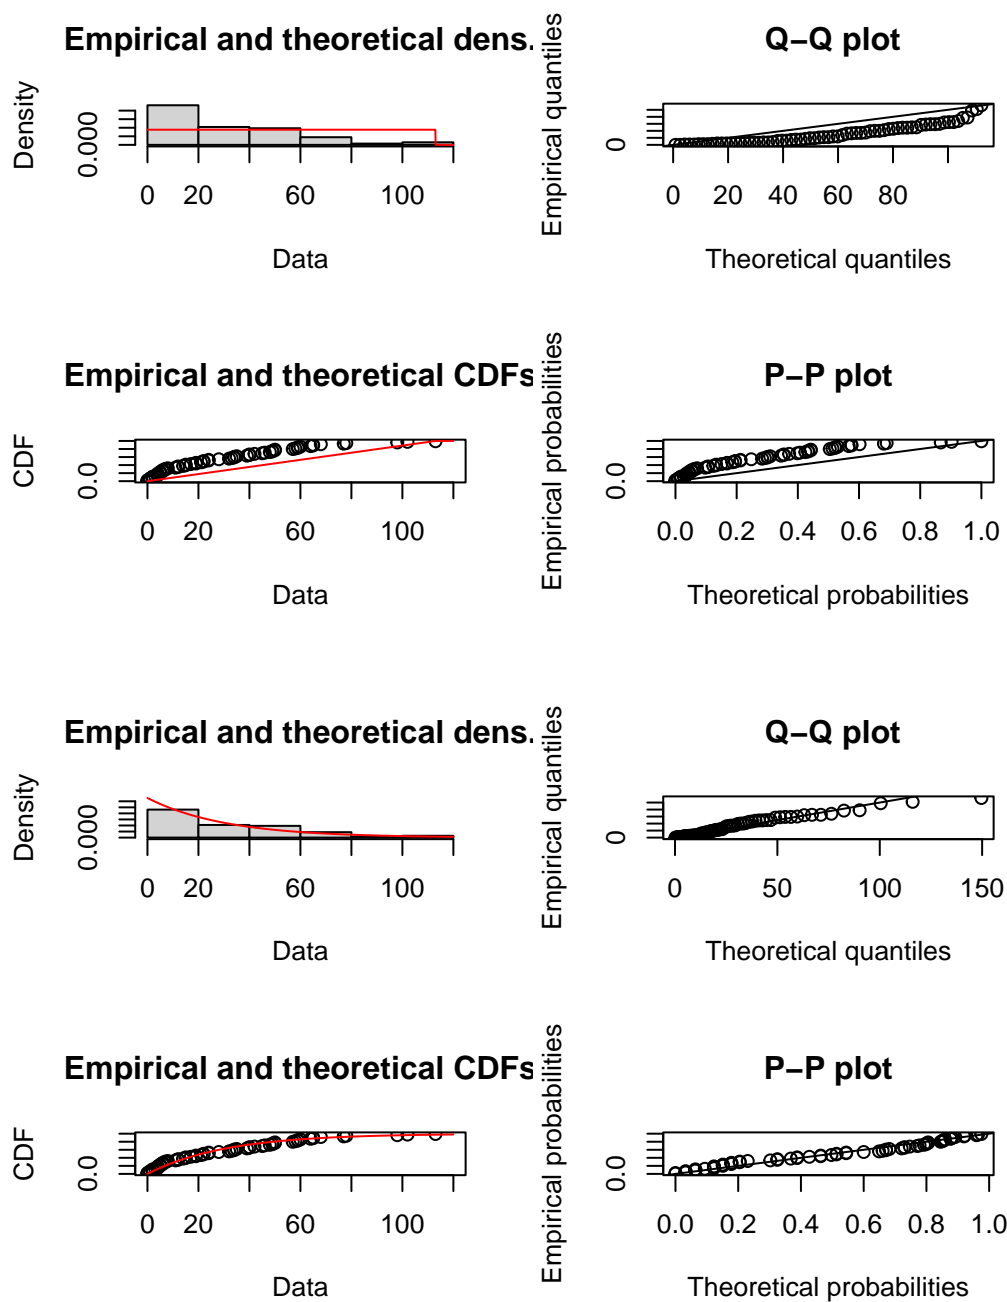 Empirical and theoretical dens.
Density
0.000
0 20 60 100
Data
Q−Q plot
Empirical quantiles
0
0 20 40 60 80
Theoretical quantiles
Empirical and theoretical CDFs
CDF
0.0
0 20 60 100
Data
P−P plot
Empirical probabilities
0.0
0.0 0.2 0.4 0.6 0.8 1.0
Theoretical probabilities
Empirical and theoretical dens.
Density
0.000
0 20 60 100
Data
Q−Q plot
Empirical quantiles
0
0 50 100 150
Theoretical quantiles
Empirical and theoretical CDFs
CDF
0.0
0 20 60 100
Data
P−P plot
Empirical probabilities
0.0
0.0 0.2 0.4 0.6 0.8 1.0
Theoretical probabilities